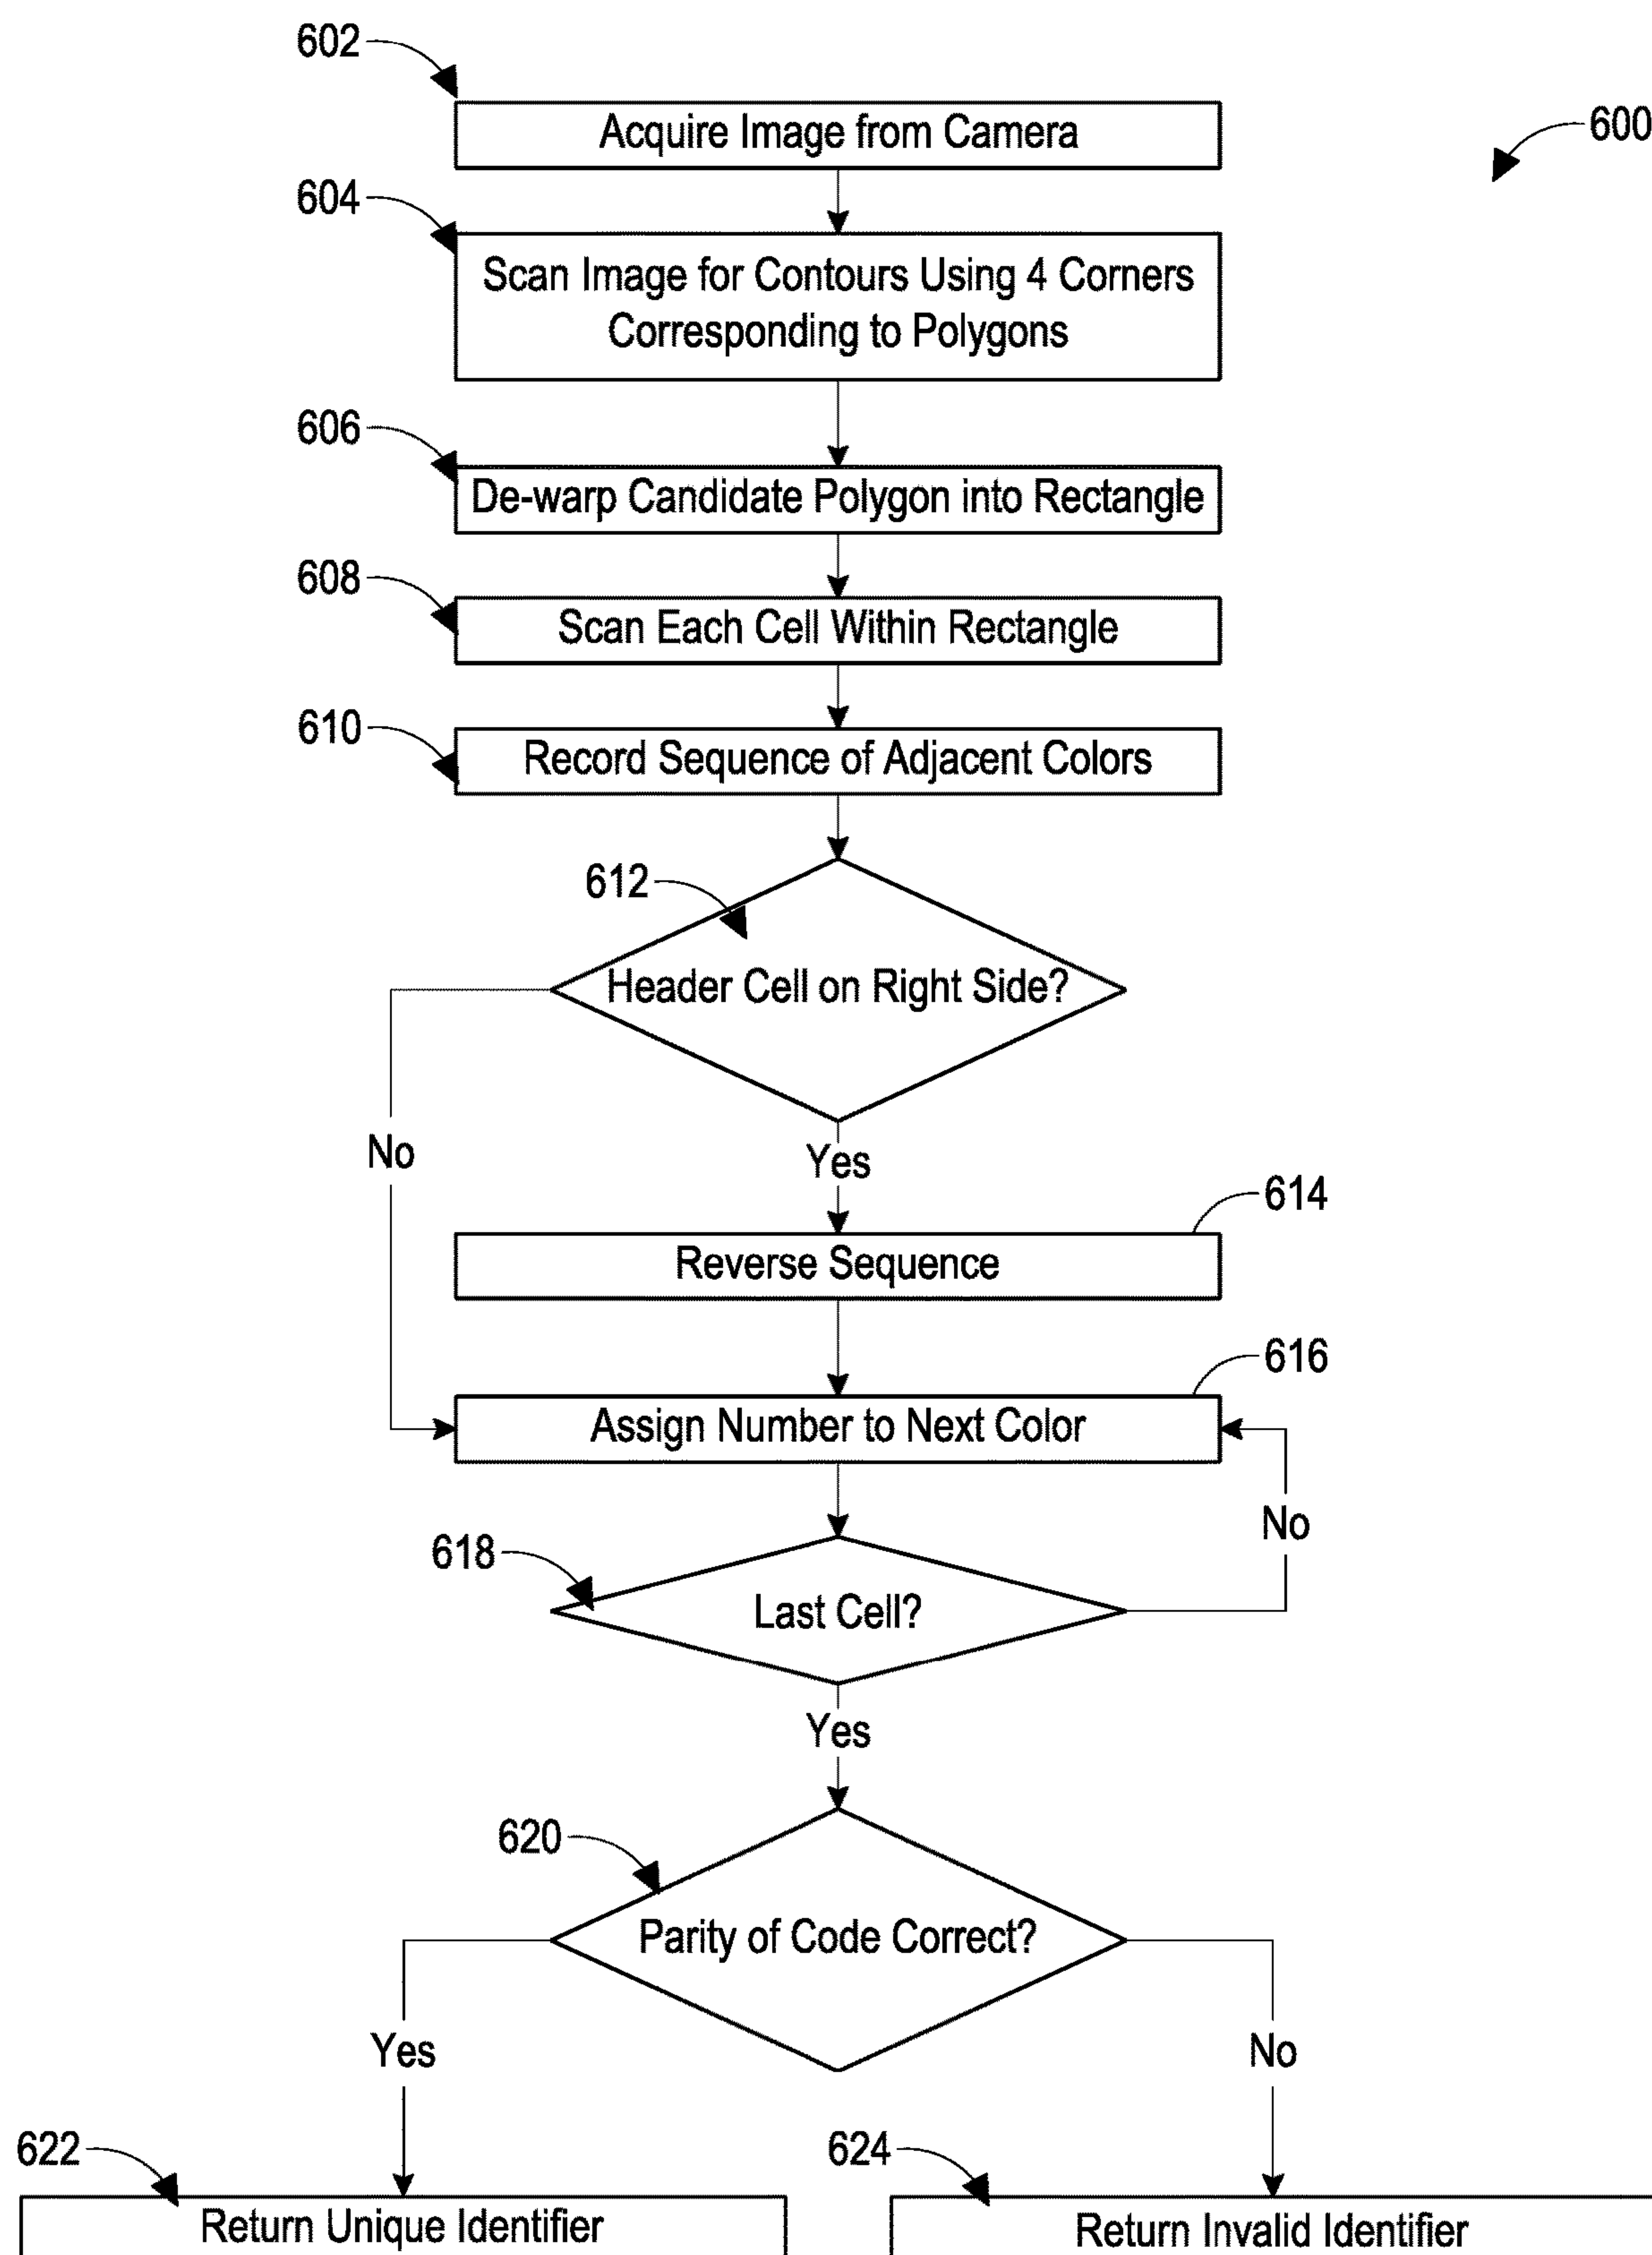 602
Acquire Image from Camera
600
604
Scan Image for Contours Using 4 Corners
Corresponding to Polygons
606
De-warp Candidate Polygon into Rectangle
608
Scan Each Cell Within Rectangle
610
Record Sequence of Adjacent Colors
612
Header Cell on Right Side?
No
Yes
614
Reverse Sequence
616
Assign Number to Next Color
No
618
Last Cell?
Yes
620
Parity of Code Correct?
Yes
No
622
624
Return Unique Identifier
Return Invalid Identifier